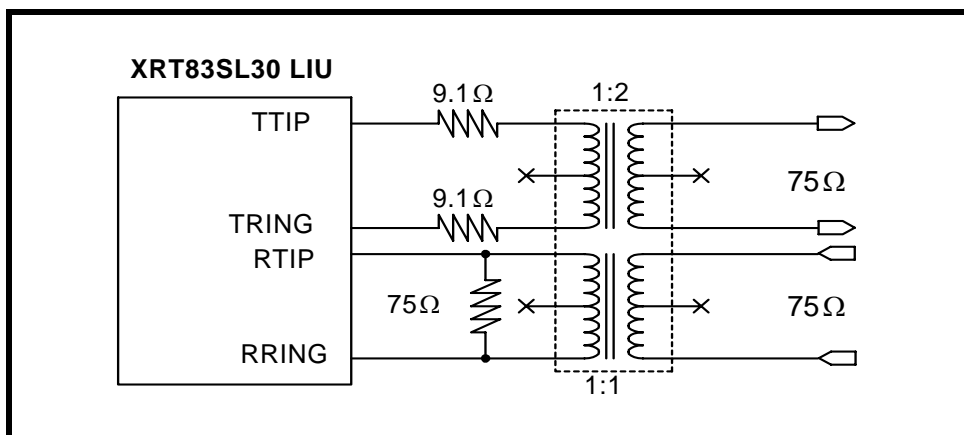 XRT83SL30 LIU
9.1Ω
1:2
TTIP
75Ω
9.1Ω
TRING
RTIP
75Ω
75Ω
RRING
1:1